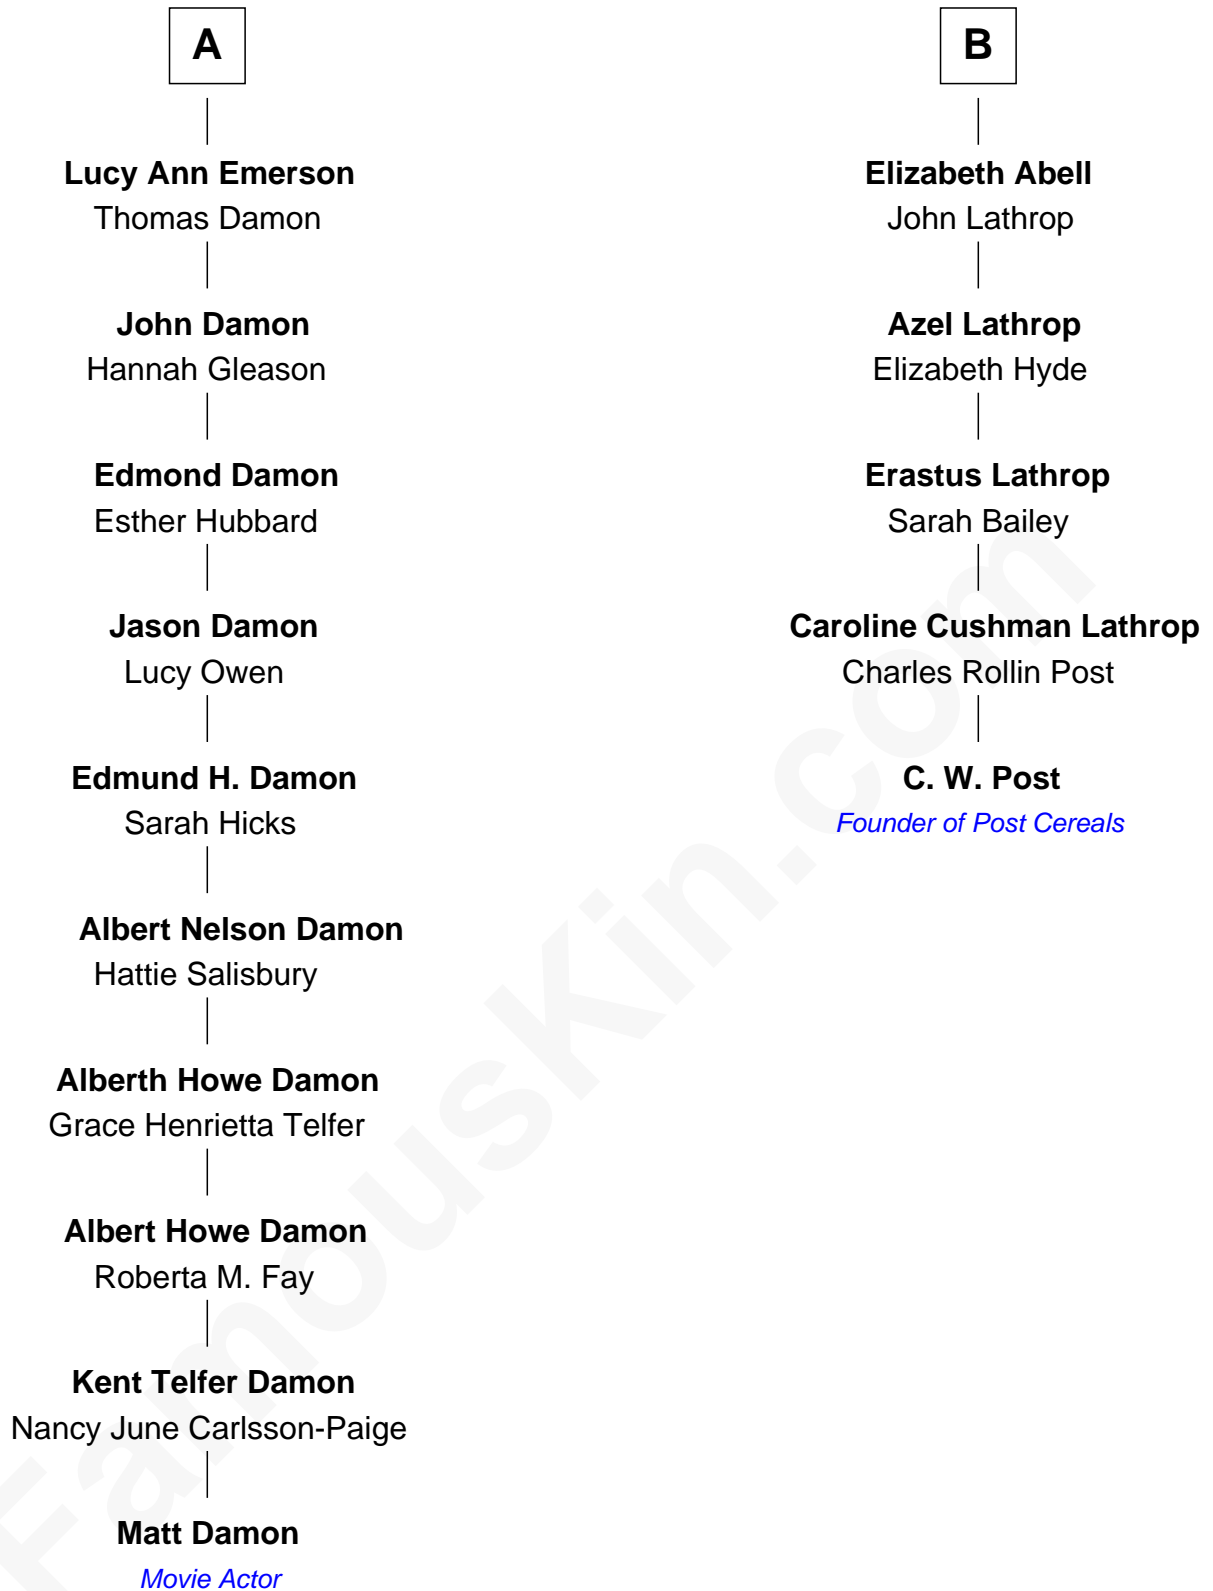 A
Lucy Ann Emerson
Thomas Damon
John Damon
Hannah Gleason
Edmond Damon
Esther Hubbard
Jason Damon
Lucy Owen
Edmund H. Damon
Sarah Hicks
Albert Nelson Damon
Hattie Salisbury
Alberth Howe Damon
Grace Henrietta Telfer
Albert Howe Damon
Roberta M. Fay
Kent Telfer Damon
Nancy June Carlsson-Paige
Matt Damon
Movie Actor
B
Elizabeth Abell
John Lathrop
Azel Lathrop
Elizabeth Hyde
Erastus Lathrop
Sarah Bailey
Caroline Cushman Lathrop
Charles Rollin Post
C. W. Post
Founder of Post Cereals
FamousKin.com